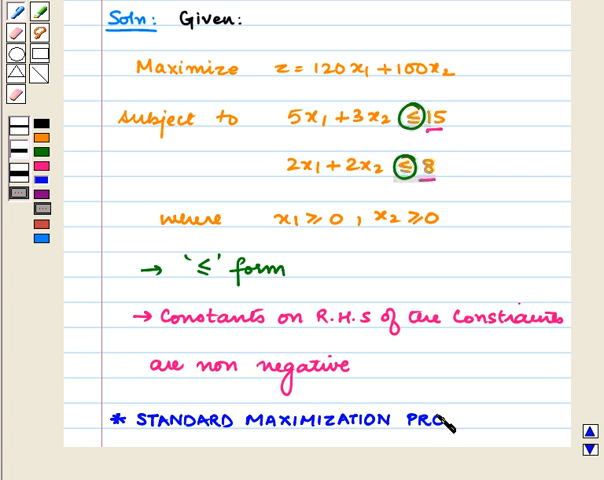 Soln: Given:
Maximize z = 120x₁ + 100x₂
subject to 5x₁ + 3x₂ ≤ 15
2x₁ + 2x₂ ≤ 8
where x₁ ≥ 0 , x₂ ≥ 0
→ '≤' form
→ Constants on R.H.S of the Constraints
are non negative
* STANDARD MAXIMIZATION PRO